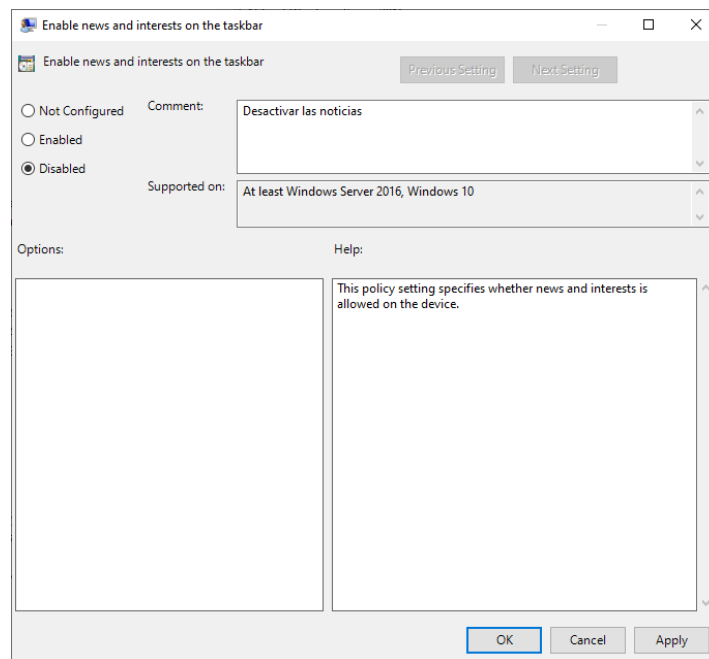 Enable news and interests on the taskbar
Enable news and interests on the taskbar
Previous Setting
Next Setting
Not Configured
Comment:
Desactivar las noticias
Enabled
Disabled
Supported on:
At least Windows Server 2016, Windows 10
Options:
Help:
This policy setting specifies whether news and interests is
allowed on the device.
OK
Cancel
Apply